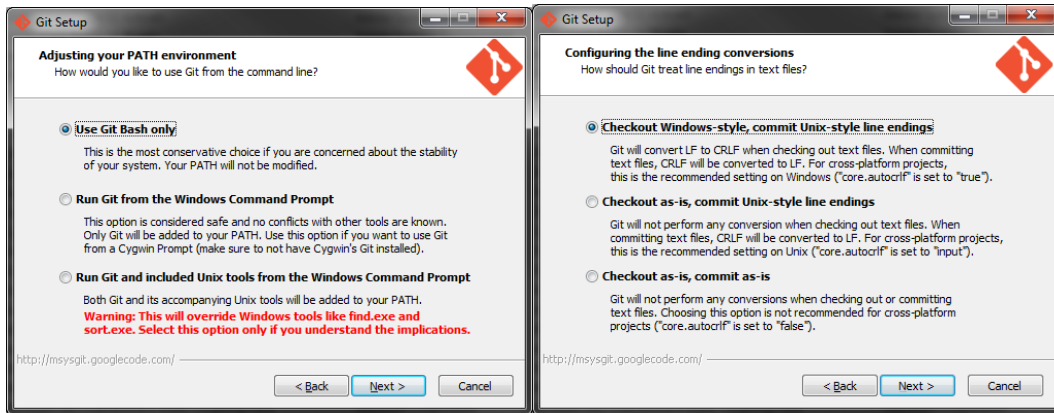 Git Setup
Adjusting your PATH environment
How would you like to use Git from the command line?
Use Git Bash only
This is the most conservative choice if you are concerned about the stability
of your system. Your PATH will not be modified.
Run Git from the Windows Command Prompt
This option is considered safe and no conflicts with other tools are known.
Only Git will be added to your PATH. Use this option if you want to use Git
from a Cygwin Prompt (make sure to not have Cygwin's Git installed).
Run Git and included Unix tools from the Windows Command Prompt
Both Git and its accompanying Unix tools will be added to your PATH.
Warning: This will override Windows tools like find.exe and
sort.exe. Select this option only if you understand the implications.
http://msysgit.googlecode.com/
< Back
Next >
Cancel
Git Setup
Configuring the line ending conversions
How should Git treat line endings in text files?
Checkout Windows-style, commit Unix-style line endings
Git will convert LF to CRLF when checking out text files. When committing
text files, CRLF will be converted to LF. For cross-platform projects,
this is the recommended setting on Windows ("core.autocrlf" is set to "true").
Checkout as-is, commit Unix-style line endings
Git will not perform any conversion when checking out text files. When
committing text files, CRLF will be converted to LF. For cross-platform projects,
this is the recommended setting on Unix ("core.autocrlf" is set to "input").
Checkout as-is, commit as-is
Git will not perform any conversions when checking out or committing
text files. Choosing this option is not recommended for cross-platform
projects ("core.autocrlf" is set to "false").
http://msysgit.googlecode.com/
< Back
Next >
Cancel